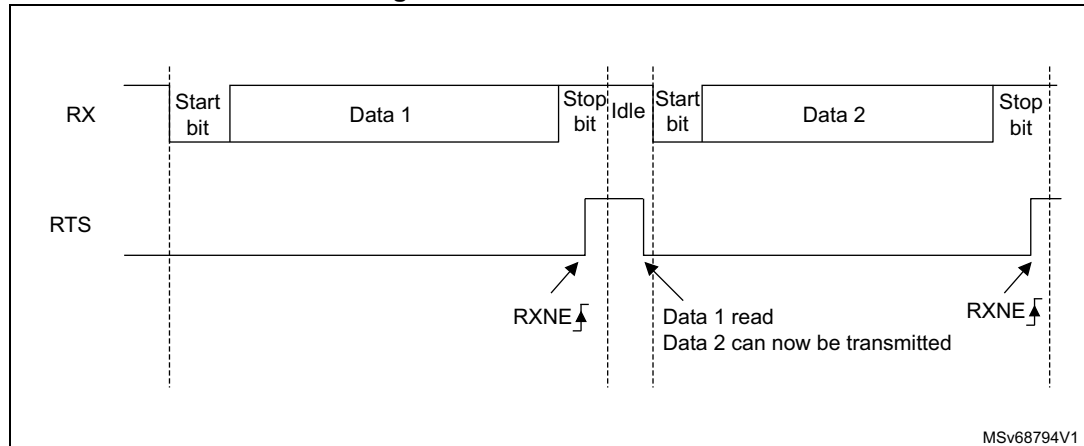 RX
Start
bit
Data 1
Stop
bit
Idle
Start
bit
Data 2
Stop
bit
RTS
RXNE
Data 1 read
Data 2 can now be transmitted
RXNE
MSv68794V1